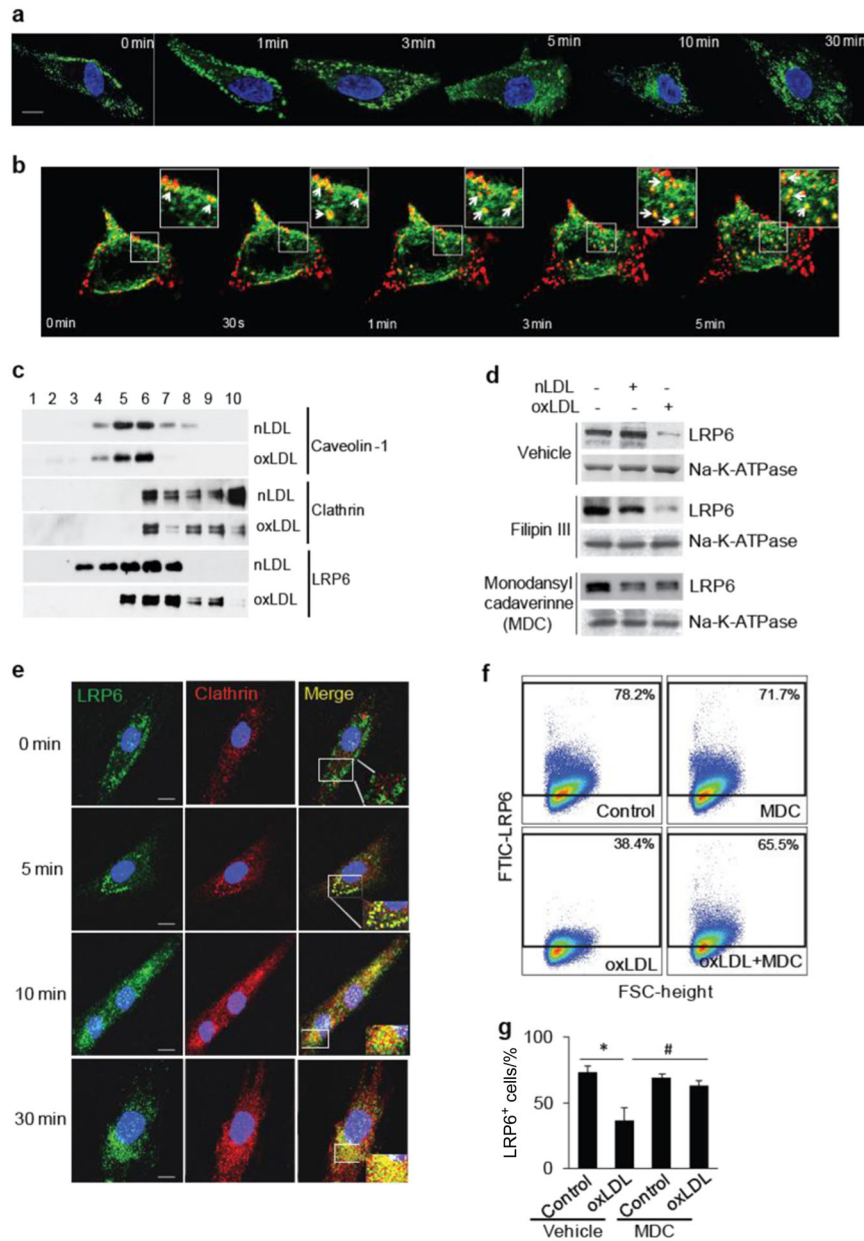 a
0 min 1 min 3 min 5 min 10 min 30 min
b
0 min 30 s 1 min 3 min 5 min
c
1 2 3 4 5 6 7 8 9 10
nLDL
oxLDL
Caveolin-1
nLDL
oxLDL
Clathrin
nLDL
oxLDL
LRP6
d
nLDL - + -
oxLDL - - +
Vehicle
LRP6
Na-K-ATPase
Filipin III
LRP6
Na-K-ATPase
Monodansyl
cadaverinne
(MDC)
LRP6
Na-K-ATPase
e
LRP6 Clathrin Merge
0 min
5 min
10 min
30 min
f
78.2% 71.7%
Control MDC
38.4% 65.5%
oxLDL oxLDL+MDC
FTIC-LRP6
FSC-height
g
LRP6⁺ cells/%
100
50
0
* #
Control oxLDL Control oxLDL
Vehicle MDC